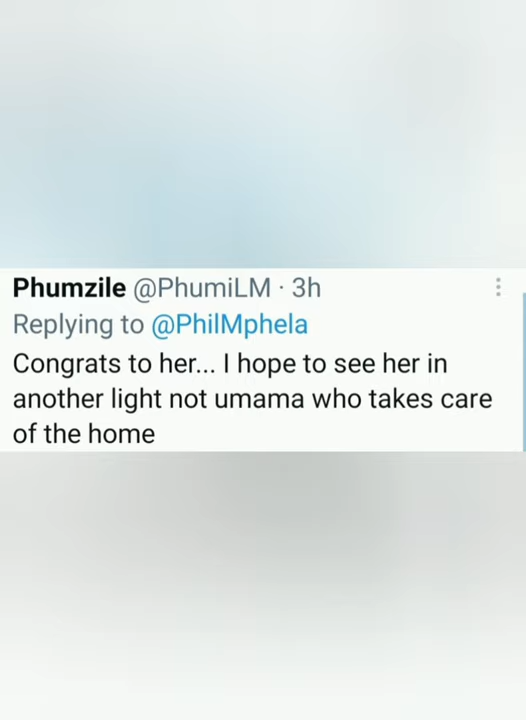 Phumzile @PhumiLM · 3h
Replying to @PhilMphela
Congrats to her... I hope to see her in
another light not umama who takes care
of the home